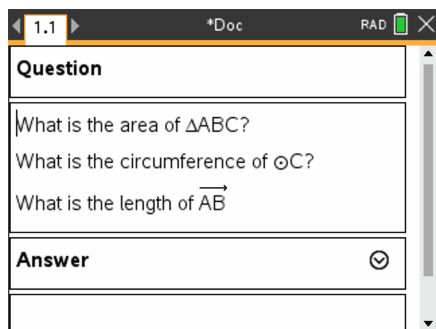 1.1 *Doc RAD
Question
What is the area of ΔABC?
What is the circumference of ⊙C?
What is the length of A͞B⃗
Answer